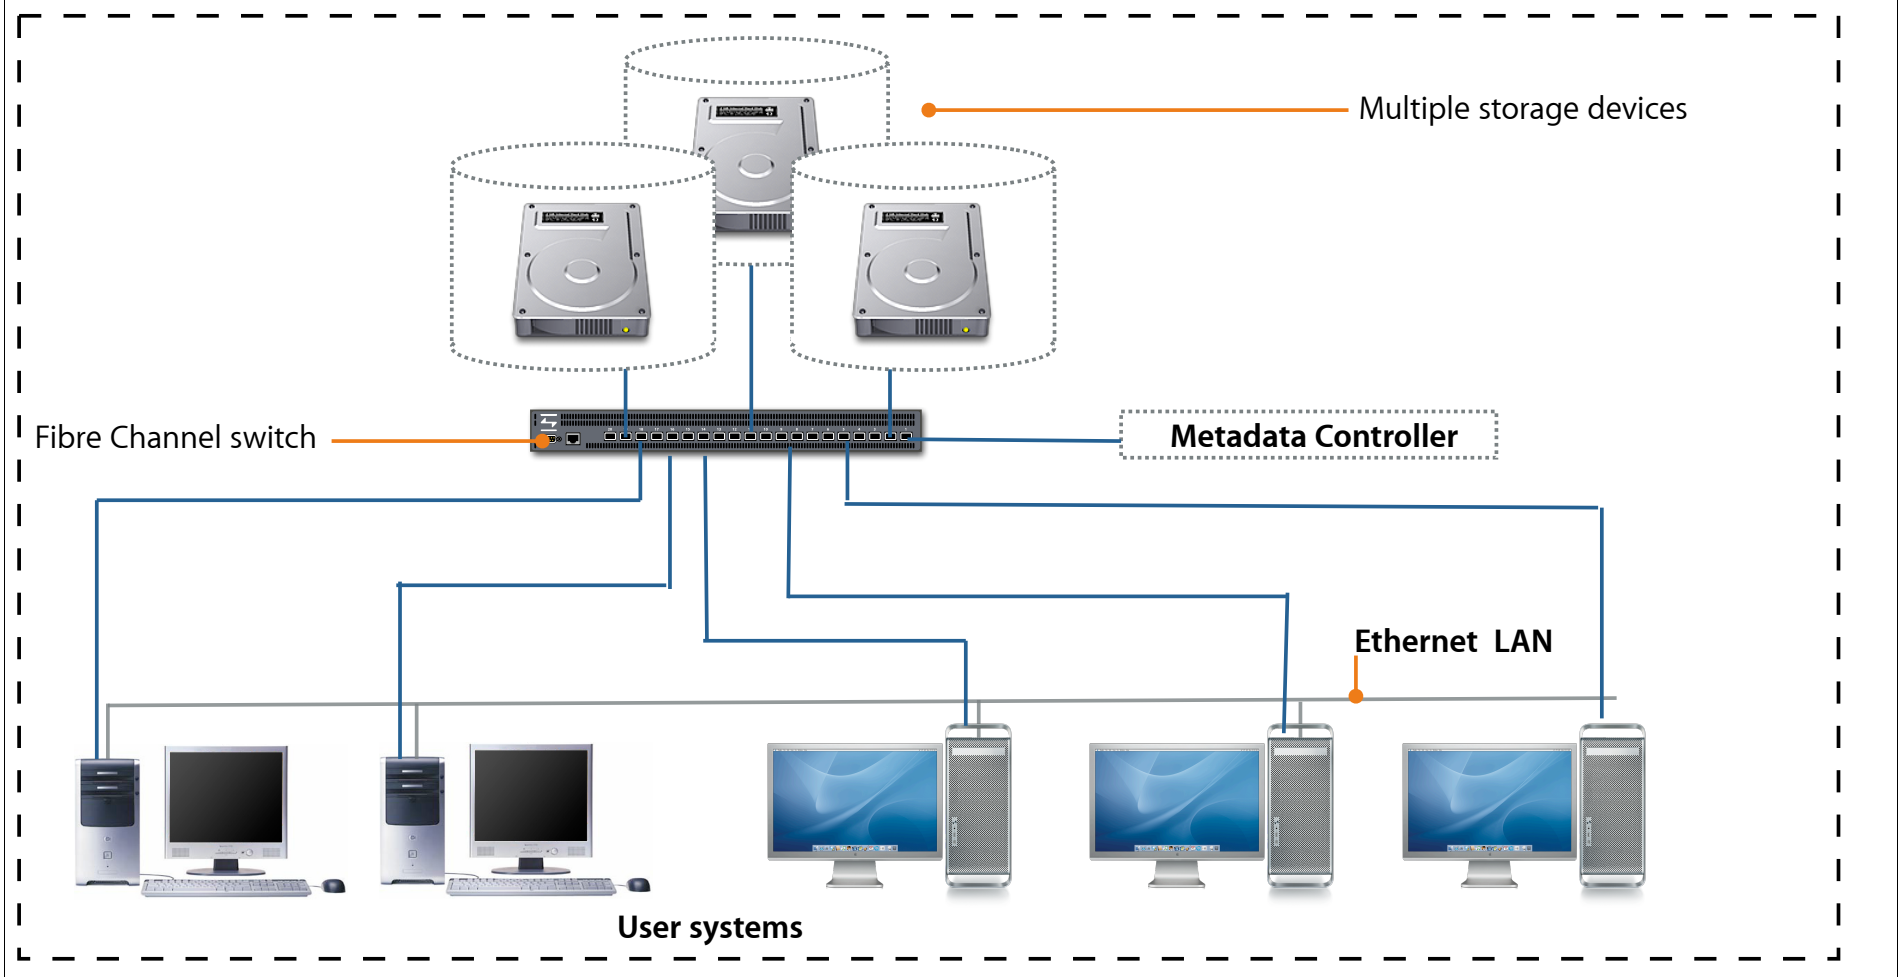 Multiple storage devices
Fibre Channel switch
Metadata Controller
Ethernet LAN
User systems